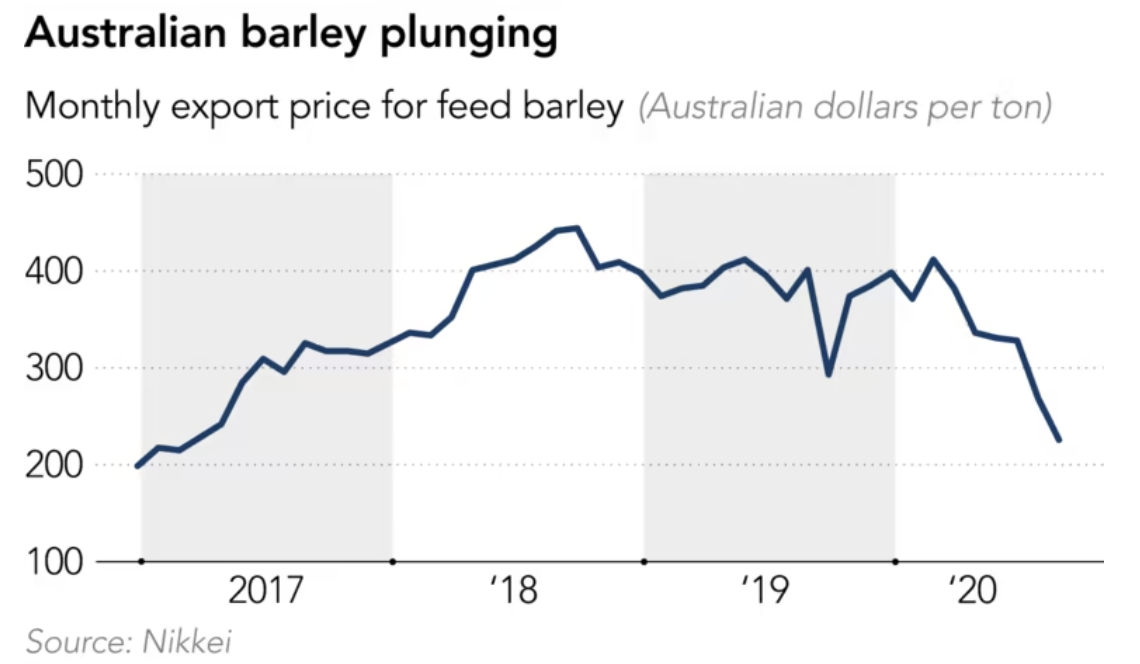 Australian barley plunging
Monthly export price for feed barley (Australian dollars per ton)
500
400
300
200
100
2017 ‘18 ‘19 ‘20
Source: Nikkei